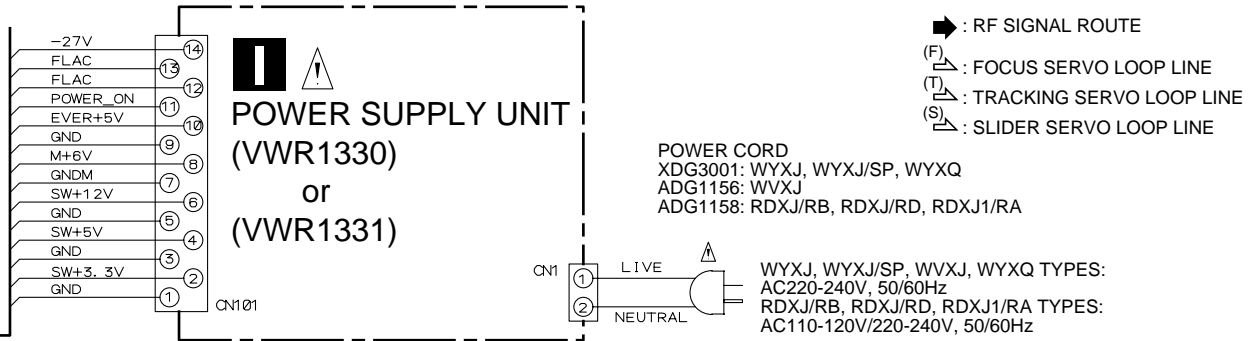 -27V
FLAC
FLAC
POWER_ON
EVER+5V
GND
M+6V
GNDM
SW+12V
GND
SW+5V
GND
SW+3. 3V
GND
14
13
12
11
10
9
8
7
6
5
4
3
2
1
CN101
I
!
POWER SUPPLY UNIT
(VWR1330)
or
(VWR1331)
: RF SIGNAL ROUTE
(F)
: FOCUS SERVO LOOP LINE
(T)
: TRACKING SERVO LOOP LINE
(S)
: SLIDER SERVO LOOP LINE
POWER CORD
XDG3001: WYXJ, WYXJ/SP, WYXQ
ADG1156: WVXJ
ADG1158: RDXJ/RB, RDXJ/RD, RDXJ1/RA
CN1
1
2
LIVE
NEUTRAL
!
WYXJ, WYXJ/SP, WVXJ, WYXQ TYPES:
AC220-240V, 50/60Hz
RDXJ/RB, RDXJ/RD, RDXJ1/RA TYPES:
AC110-120V/220-240V, 50/60Hz